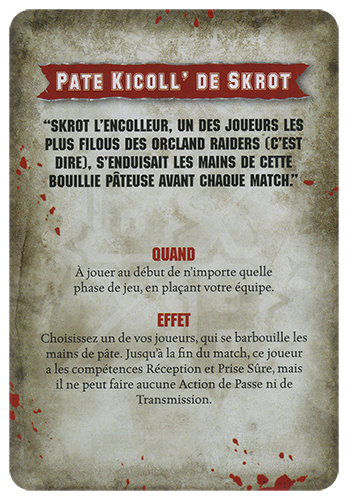 PATE KICOLL' DE SKROT
“SKROT L'ENCOLLEUR, UN DES JOUEURS LES
PLUS FILOUS DES ORCLAND RAIDERS (C'EST
DIRE), S'ENDUISAIT LES MAINS DE CETTE
BOUILLIE PÂTEUSE AVANT CHAQUE MATCH.”
QUAND
À jouer au début de n'importe quelle
phase de jeu, en plaçant votre équipe.
EFFET
Choisissez un de vos joueurs, qui se barbouille les
mains de pâte. Jusqu'à la fin du match, ce joueur
a les compétences Réception et Prise Sûre, mais
il ne peut faire aucune Action de Passe ni de
Transmission.